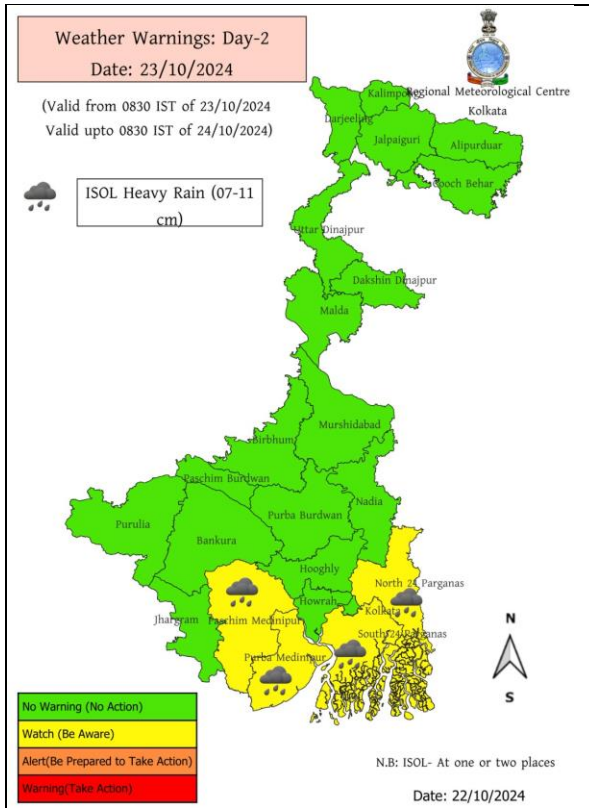 Weather Warnings: Day-2
Date: 23/10/2024
(Valid from 0830 IST of 23/10/2024
Valid upto 0830 IST of 24/10/2024)
Regional Meteorological Centre
Kolkata
ISOL Heavy Rain (07-11
cm)
Kalimpong
Darjeeling
Jalpaiguri
Alipurduar
Cooch Behar
Uttar Dinajpur
Dakshin Dinajpur
Malda
Murshidabad
Birbhum
Paschim Burdwan
Nadia
Purba Burdwan
Purulia
Bankura
Hooghly
North 24 Parganas
Howrah
Kolkata
Jhargram
Paschim Medinipur
South 24 Parganas
Purba Medinipur
N
S
No Warning (No Action)
Watch (Be Aware)
Alert(Be Prepared to Take Action)
Warning(Take Action)
N.B: ISOL- At one or two places
Date: 22/10/2024